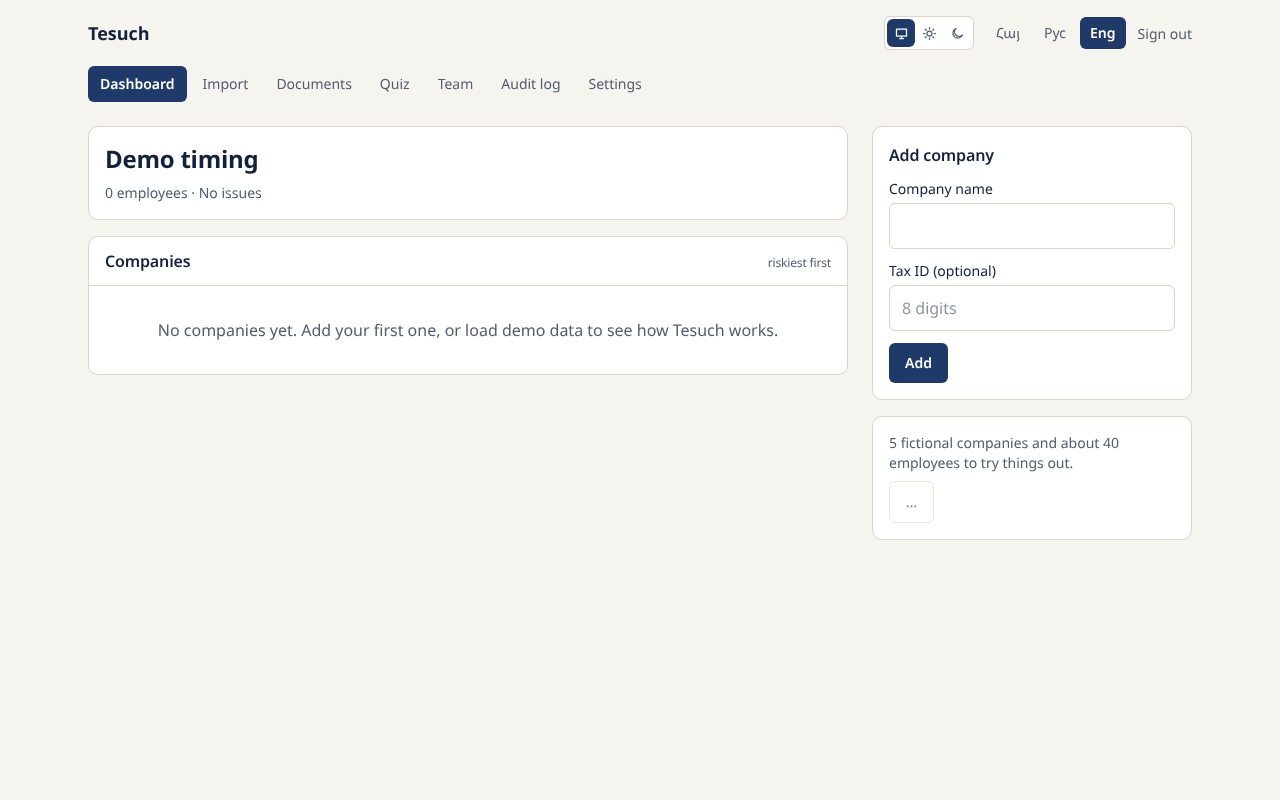 Tesuch
Հայ
Рус
Eng
Sign out
Dashboard
Import
Documents
Quiz
Team
Audit log
Settings
Demo timing
0 employees · No issues
Companies
riskiest first
No companies yet. Add your first one, or load demo data to see how Tesuch works.
Add company
Company name
Tax ID (optional)
8 digits
Add
5 fictional companies and about 40
employees to try things out.
...